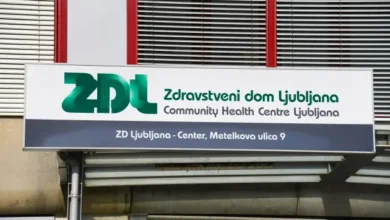 ZDL
Zdravstveni dom Ljubljana
Community Health Centre Ljubljana
ZD Ljubljana - Center, Metelkova ulica 9